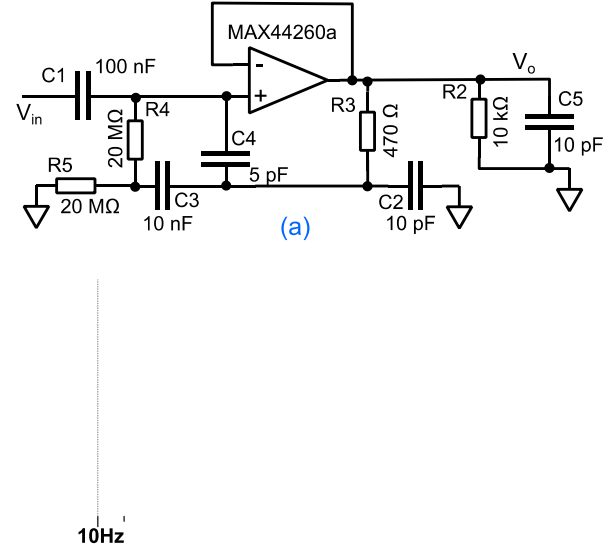 MAX44260a
C1
100 nF
V_in
R4
20 MΩ
C4
5 pF
R3
470 Ω
V_o
R2
10 kΩ
C5
10 pF
R5
20 MΩ
C3
10 nF
C2
10 pF
(a)
-
+
10Hz